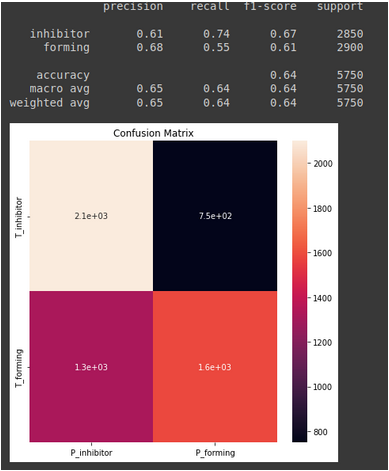 precision recall f1-score support
inhibitor 0.61 0.74 0.67 2850
forming 0.68 0.55 0.61 2900
accuracy 0.64 5750
macro avg 0.65 0.64 0.64 5750
weighted avg 0.65 0.64 0.64 5750
Confusion Matrix
T_inhibitor
2.1e+03 7.5e+02
T_forming
1.3e+03 1.6e+03
P_inhibitor P_forming
2000
1800
1600
1400
1200
1000
800